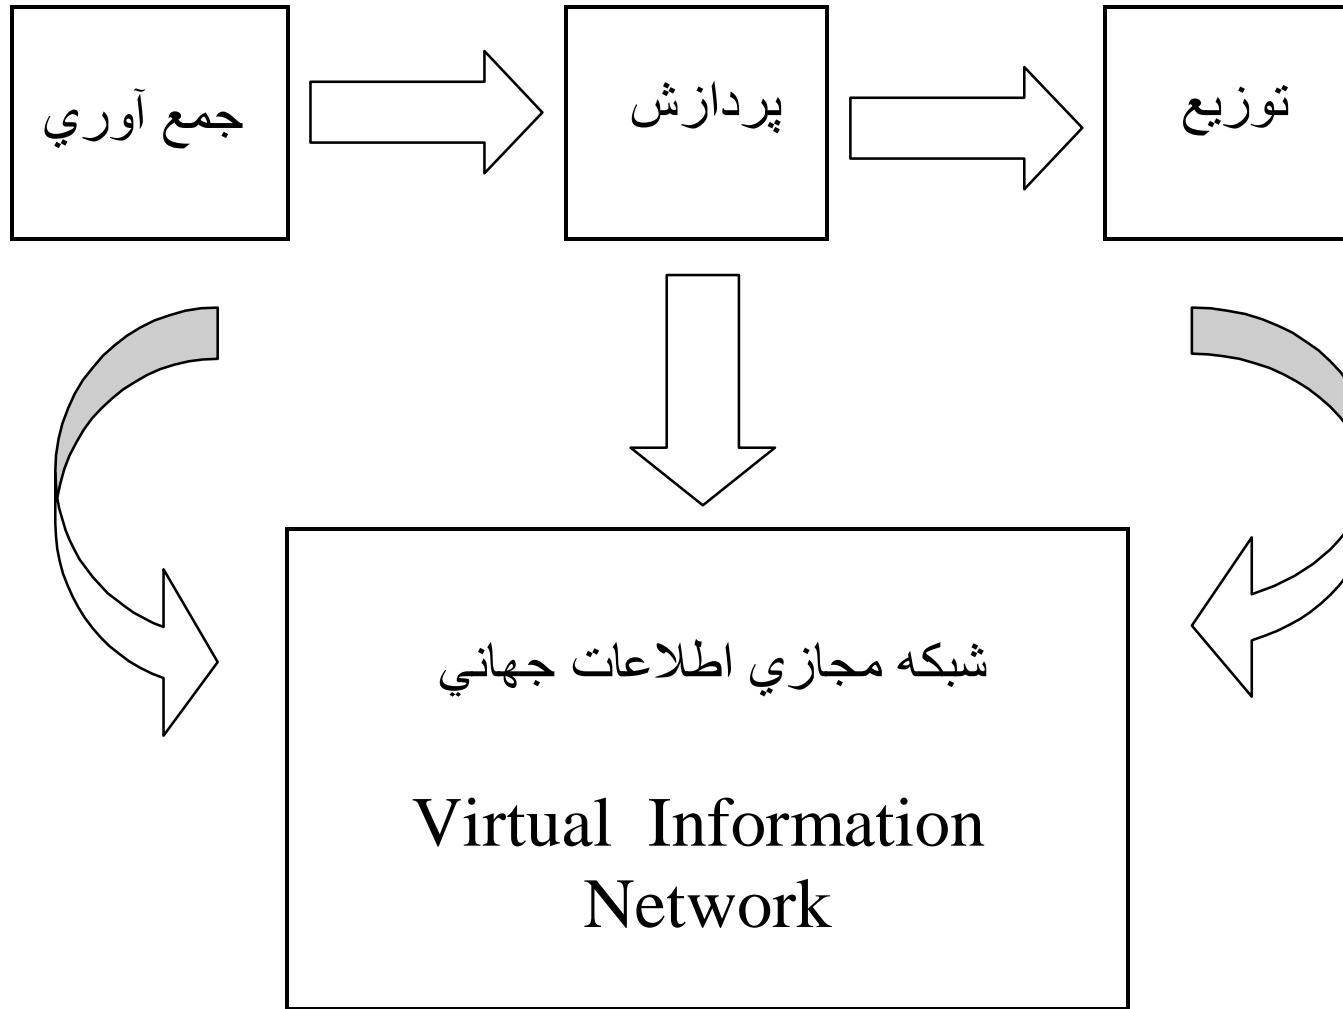 جمع آوري
پردازش
توزيع
شبكه مجازي اطلاعات جهاني
Virtual Information
Network